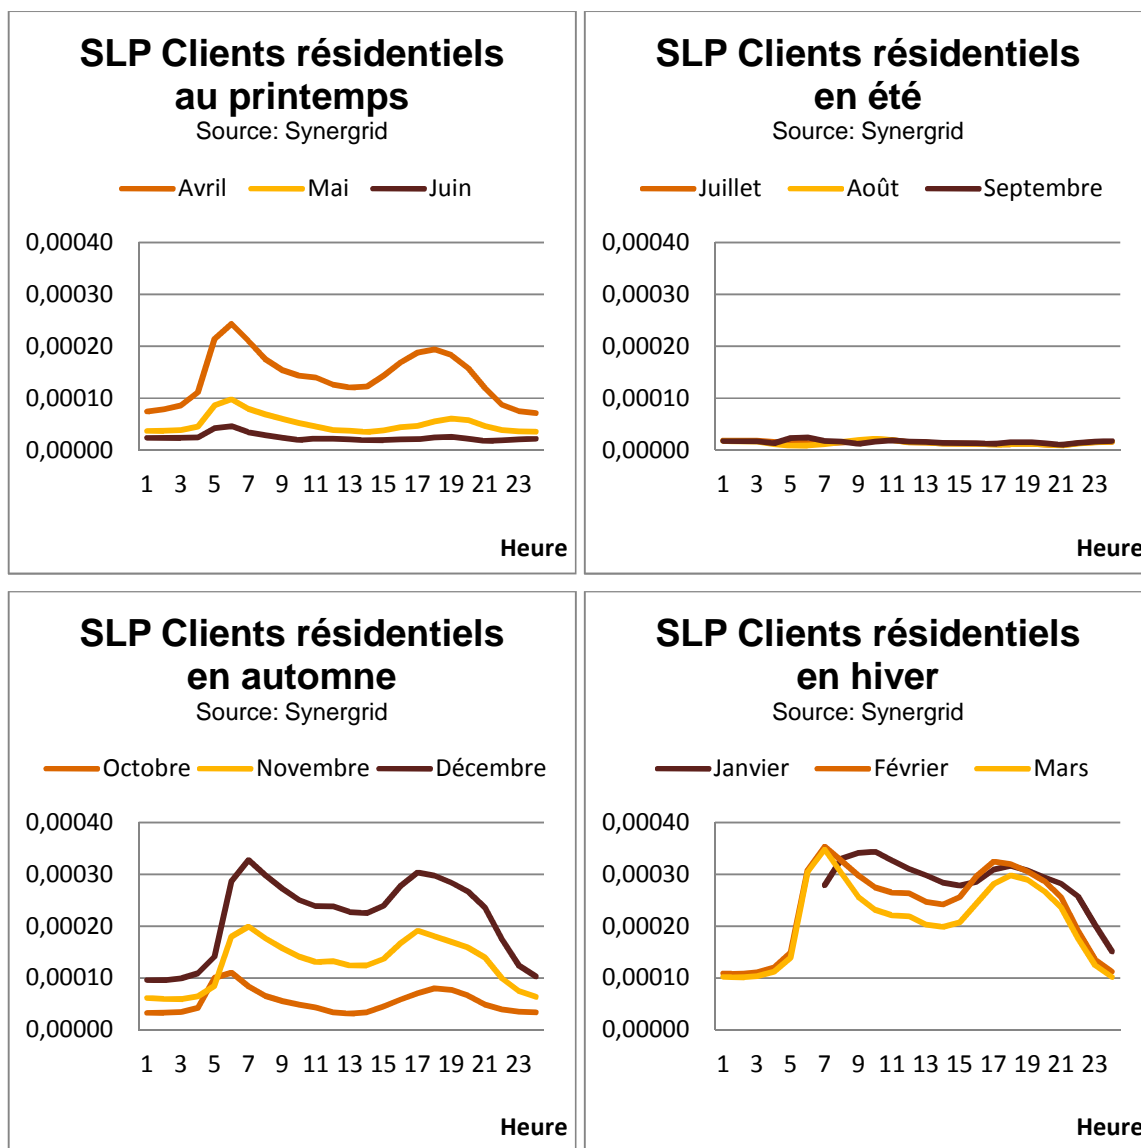 SLP Clients résidentiels
au printemps
Source: Synergrid
Avril Mai Juin
0,00040
0,00030
0,00020
0,00010
0,00000
1 3 5 7 9 11 13 15 17 19 21 23
Heure
SLP Clients résidentiels
en été
Source: Synergrid
Juillet Août Septembre
0,00040
0,00030
0,00020
0,00010
0,00000
1 3 5 7 9 11 13 15 17 19 21 23
Heure
SLP Clients résidentiels
en automne
Source: Synergrid
Octobre Novembre Décembre
0,00040
0,00030
0,00020
0,00010
0,00000
1 3 5 7 9 11 13 15 17 19 21 23
Heure
SLP Clients résidentiels
en hiver
Source: Synergrid
Janvier Février Mars
0,00040
0,00030
0,00020
0,00010
0,00000
1 3 5 7 9 11 13 15 17 19 21 23
Heure